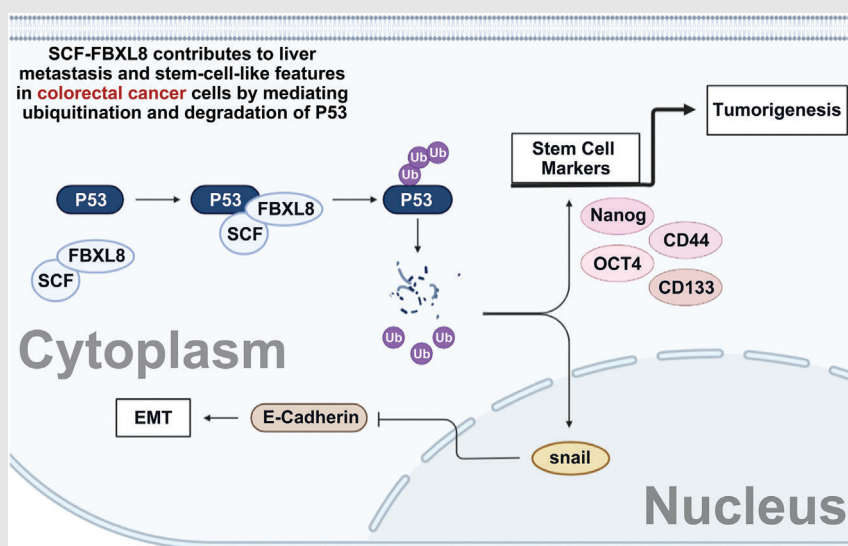 SCF-FBXL8 contributes to liver
metastasis and stem-cell-like features
in colorectal cancer cells by mediating
ubiquitination and degradation of P53
Tumorigenesis
Stem Cell
Markers
Ub Ub
Ub
P53
P53
FBXL8
SCF
P53
Nanog
CD44
OCT4
CD133
FBXL8
SCF
Ub
Ub
Ub
Cytoplasm
EMT
E-Cadherin
snail
Nucleus